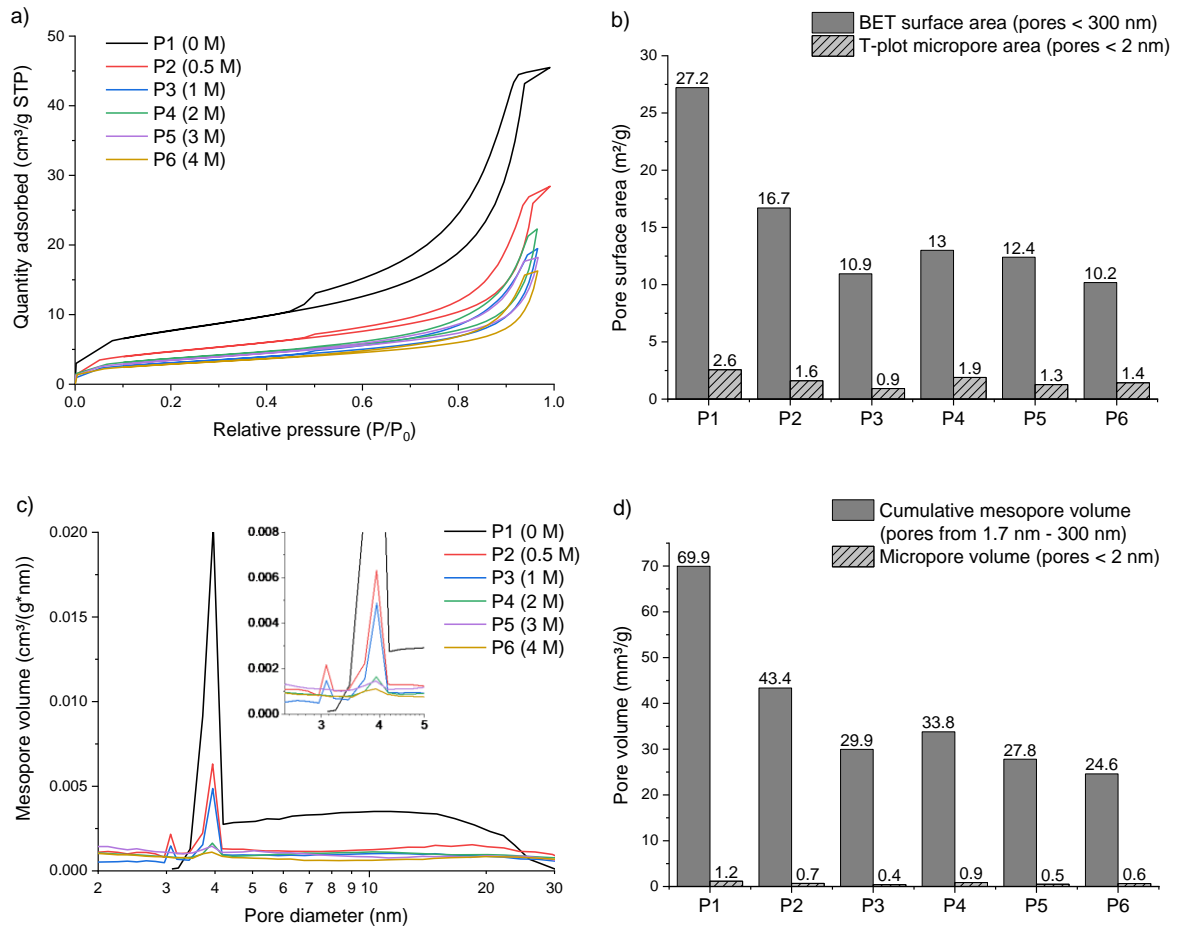 a)
P1 (0 M)
P2 (0.5 M)
P3 (1 M)
P4 (2 M)
P5 (3 M)
P6 (4 M)
50
45
40
35
30
25
20
15
10
5
0
Quantity adsorbed (cm³/g STP)
0.0 0.2 0.4 0.6 0.8 1.0
Relative pressure (P/P₀)
b)
BET surface area (pores < 300 nm)
T-plot micropore area (pores < 2 nm)
30
25
20
15
10
5
0
Pore surface area (m²/g)
27.2 16.7 10.9 13 12.4 10.2
2.6 1.6 0.9 1.9 1.3 1.4
P1 P2 P3 P4 P5 P6
c)
P1 (0 M)
P2 (0.5 M)
P3 (1 M)
P4 (2 M)
P5 (3 M)
P6 (4 M)
0.020
0.015
0.010
0.005
0.000
Mesopore volume (cm³/(g*nm))
0.008
0.006
0.004
0.002
0.000
3 4 5
2 3 4 5 6 7 8 9 10 20 30
Pore diameter (nm)
d)
Cumulative mesopore volume
(pores from 1.7 nm - 300 nm)
Micropore volume (pores < 2 nm)
70
60
50
40
30
20
10
0
Pore volume (mm³/g)
69.9 43.4 29.9 33.8 27.8 24.6
1.2 0.7 0.4 0.9 0.5 0.6
P1 P2 P3 P4 P5 P6